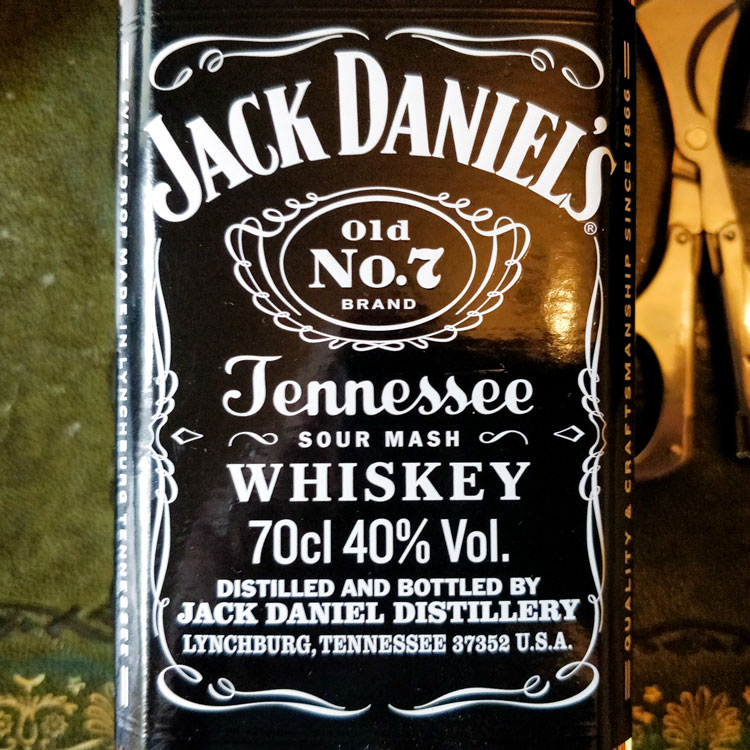 JACK DANIEL'S
®
Old
No.7
BRAND
Tennessee
SOUR MASH
WHISKEY
70cl 40% Vol.
DISTILLED AND BOTTLED BY
JACK DANIEL DISTILLERY
LYNCHBURG, TENNESSEE 37352 U.S.A.
EVERY DROP MADE IN LYNCHBURG TENNESSEE
QUALITY & CRAFTSMANSHIP SINCE 1866